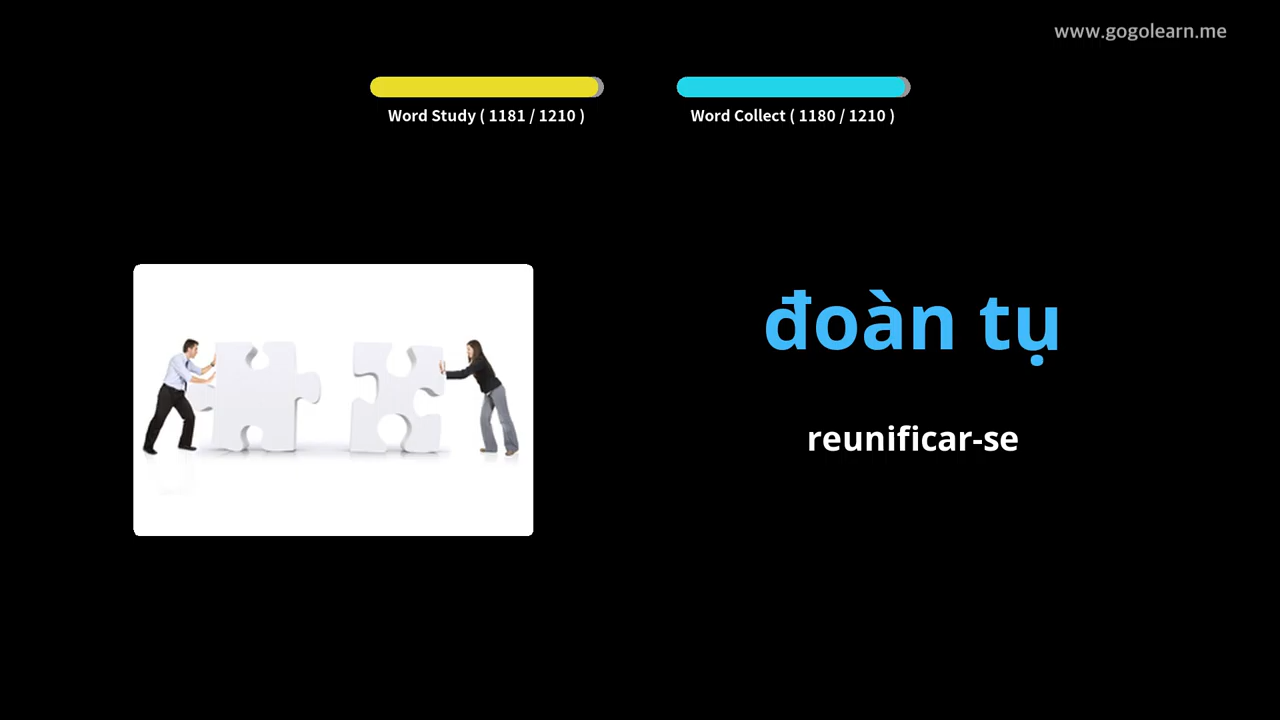 www.gogolearn.me
Word Study ( 1181 / 1210 )
Word Collect ( 1180 / 1210 )
đoàn tụ
reunificar-se